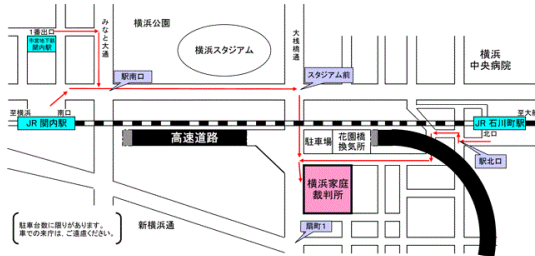 横浜公園
みなと大通
大桟橋通
1番出口
市営地下鉄
関内駅
横浜スタジアム
横浜
中央病院
駅南口
スタジアム前
至横浜
南口
JR 関内駅
至大船
JR 石川町駅
北口
高速道路
駐車場
花園橋
換気所
駅北口
横浜家庭
裁判所
駐車台数に限りがあります。
車での来庁は、ご遠慮ください。
新横浜通
扇町1